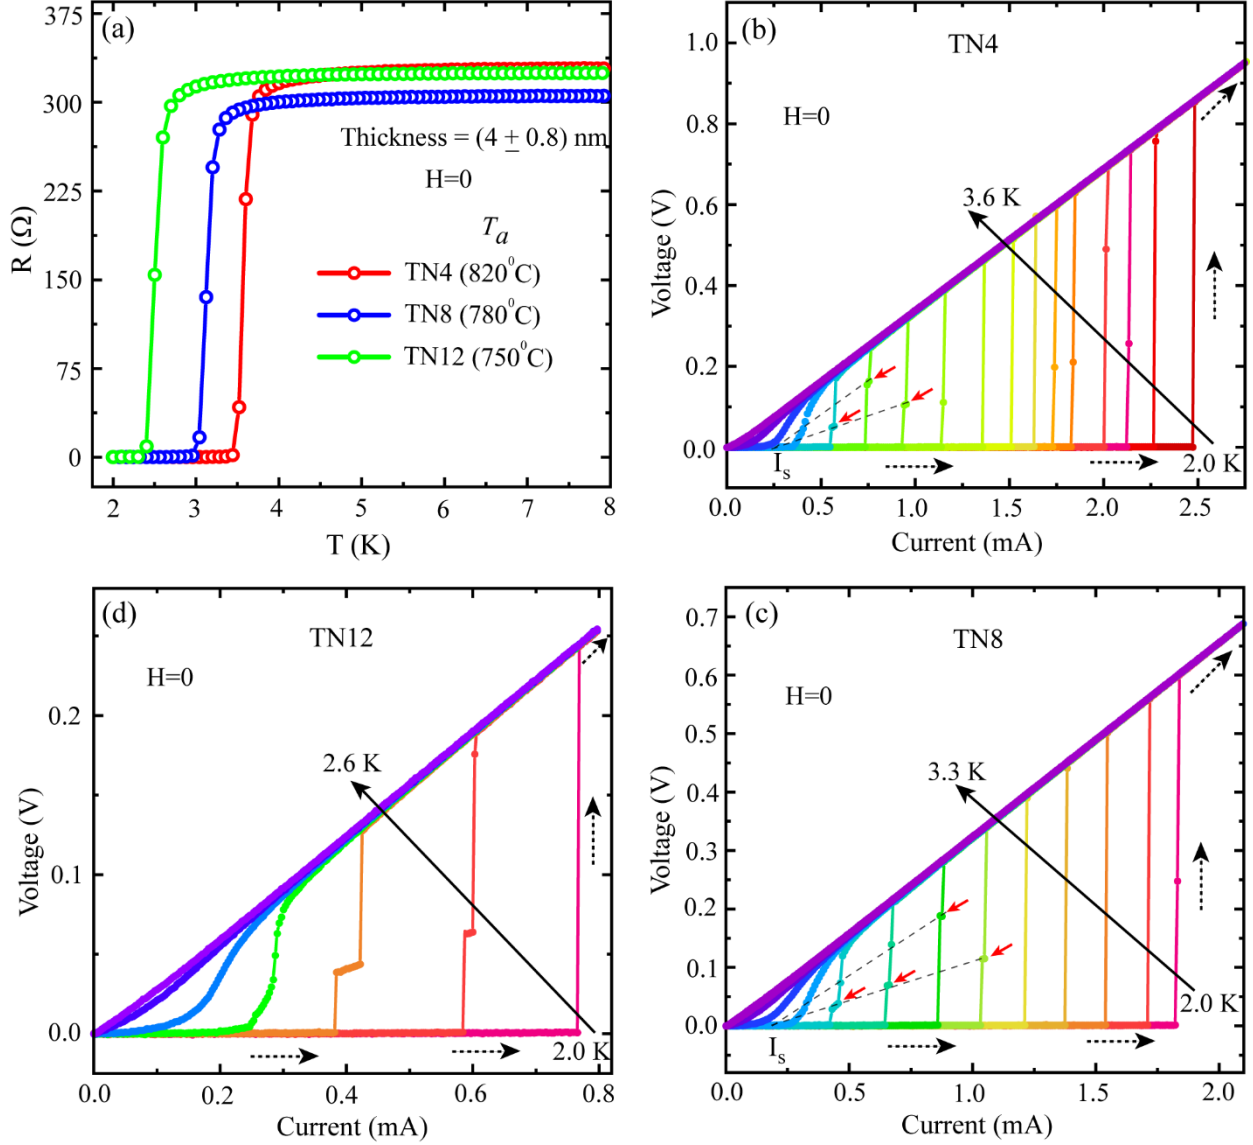 (a)
375
300
225
150
75
0
R (Ω)
Thickness = (4 ± 0.8) nm
H=0
Tₐ
TN4 (820⁰C)
TN8 (780⁰C)
TN12 (750⁰C)
2 3 4 5 6 7 8
T (K)
(b)
TN4
H=0
1.0
0.8
0.6
0.4
0.2
0.0
Voltage (V)
3.6 K
2.0 K
Iₛ
0.0 0.5 1.0 1.5 2.0 2.5
Current (mA)
(d)
TN12
H=0
0.2
0.1
0.0
Voltage (V)
2.6 K
2.0 K
0.0 0.2 0.4 0.6 0.8
Current (mA)
(c)
TN8
H=0
0.7
0.6
0.5
0.4
0.3
0.2
0.1
0.0
Voltage (V)
3.3 K
2.0 K
Iₛ
0.0 0.5 1.0 1.5 2.0
Current (mA)